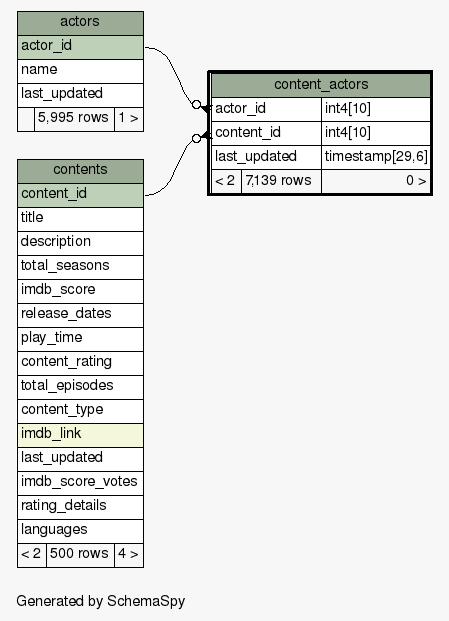 actors
actor_id
name
last_updated
5,995 rows 1 >
content_actors
actor_id int4[10]
content_id int4[10]
last_updated timestamp[29,6]
< 2 7,139 rows 0 >
contents
content_id
title
description
total_seasons
imdb_score
release_dates
play_time
content_rating
total_episodes
content_type
imdb_link
last_updated
imdb_score_votes
rating_details
languages
< 2 500 rows 4 >
Generated by SchemaSpy